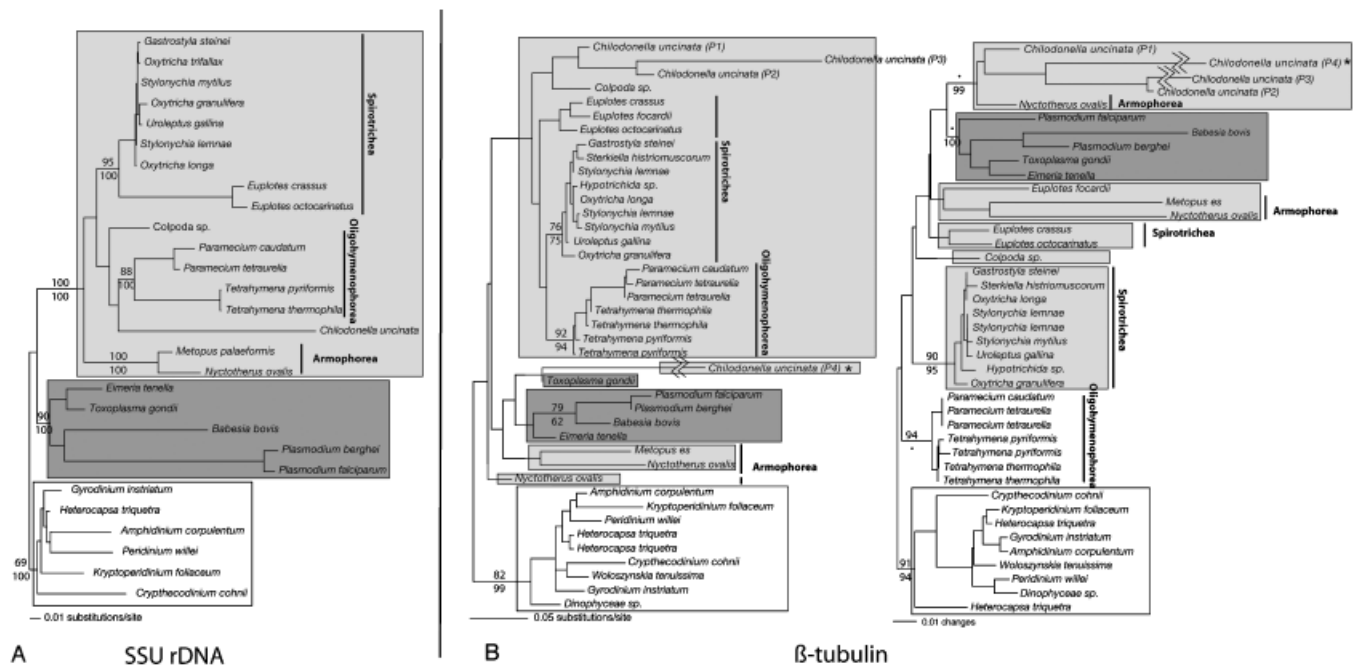 Gastrostyla steinei
Oxytricha trifallax
Stylonychia mytilus
Oxytricha granulifera
Uroleptus gallina
Stylonychia lemnae
Oxytricha longa
Spirotrichea
95
100
Euplotes crassus
Euplotes octocarinatus
Colpoda sp.
Paramecium caudatum
88
Paramecium tetraurelia
100
Tetrahymena pyriformis
Tetrahymena thermophila
Oligohymenophorea
100
100
Chilodonella uncinata
100
Metopus palaeformis
100
Nyctotherus ovalis
Armophorea
Eimeria tenella
Toxoplasma gondii
90
100
Babesia bovis
Plasmodium berghei
Plasmodium falciparum
Gyrodinium instriatum
Heterocapsa triquetra
Amphidinium corpulentum
Peridinium willei
69
100
Kryptoperidinium foliaceum
Crypthecodinium cohnii
0.01 substitutions/site
A
SSU rDNA
Chilodonella uncinata (P1)
Chilodonella uncinata (P3)
Chilodonella uncinata (P2)
Colpoda sp.
Euplotes crassus
Euplotes focardii
Euplotes octocarinatus
Gastrostyla steinei
Sterkiella histriomuscorum
Stylonychia lemnae
Hypotrichida sp.
Oxytricha longa
Stylonychia lemnae
Stylonychia mytilus
76
75
Uroleptus gallina
Oxytricha granulifera
Spirotrichea
Paramecium caudatum
Paramecium tetraurelia
Paramecium tetraurelia
Tetrahymena thermophila
Tetrahymena thermophila
92
Tetrahymena pyriformis
94
Tetrahymena pyriformis
Oligohymenophorea
Chilodonella uncinata (P4) *
Toxoplasma gondii
Plasmodium falciparum
79
Plasmodium berghei
62
Babesia bovis
Eimeria tenella
Metopus es
Nyctotherus ovalis
Armophorea
Nyctotherus ovalis
Amphidinium corpulentum
Kryptoperidinium foliaceum
Peridinium willei
Heterocapsa triquetra
Heterocapsa triquetra
Crypthecodinium cohnii
82
Woloszynskia tenuissima
99
Gyrodinium instriatum
Dinophyceae sp.
0.05 substitutions/site
B
ß-tubulin
Chilodonella uncinata (P1)
Chilodonella uncinata (P4) *
*
Chilodonella uncinata (P3)
99
Chilodonella uncinata (P2)
Nyctotherus ovalis
Armophorea
Plasmodium falciparum
*
Babesia bovis
100
Plasmodium berghei
Toxoplasma gondii
Eimeria tenella
Euplotes focardii
Metopus es
Nyctotherus ovalis
Armophorea
Euplotes crassus
Spirotrichea
Euplotes octocarinatus
Colpoda sp.
Gastrostyla steinei
Sterkiella histriomuscorum
Oxytricha longa
Stylonychia lemnae
Stylonychia lemnae
Stylonychia mytilus
90
Uroleptus gallina
95
Hypotrichida sp.
Oxytricha granulifera
Spirotrichea
Paramecium caudatum
Paramecium tetraurelia
Paramecium tetraurelia
94
*
Tetrahymena pyriformis
Tetrahymena pyriformis
Tetrahymena thermophila
Tetrahymena thermophila
Oligohymenophorea
Crypthecodinium cohnii
Kryptoperidinium foliaceum
Heterocapsa triquetra
Gyrodinium instriatum
Amphidinium corpulentum
91
Woloszynskia tenuissima
94
Peridinium willei
Dinophyceae sp.
Heterocapsa triquetra
0.01 changes